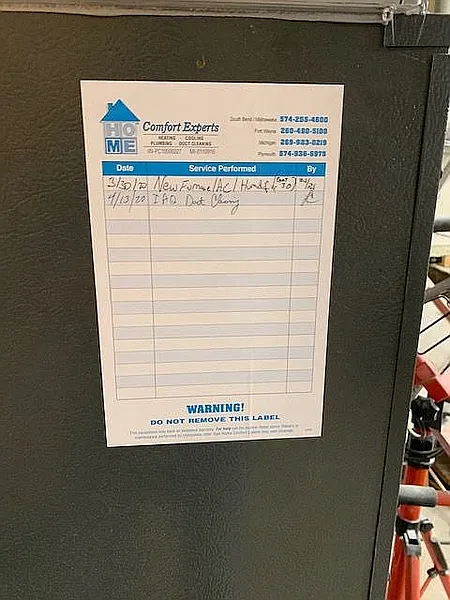 HOME
Comfort Experts
HEATING · COOLING
PLUMBING · DUCT CLEANING
South Bend / Mishawaka 574-255-4600
Fort Wayne 260-490-5100
Michigan 269-983-0219
Plymouth 574-936-5975
Date Service Performed By
3/30/20 New Furnace/AC/
4/13/20 IAQ Duct Cleaning
WARNING!
DO NOT REMOVE THIS LABEL